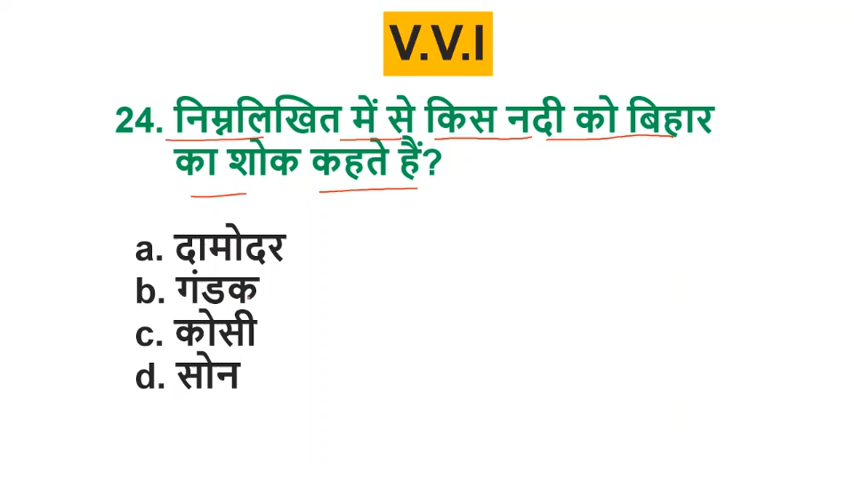 V.V.I
24. निम्नलिखित में से किस नदी को बिहार
का शोक कहते हैं?
a. दामोदर
b. गंडक
c. कोसी
d. सोन